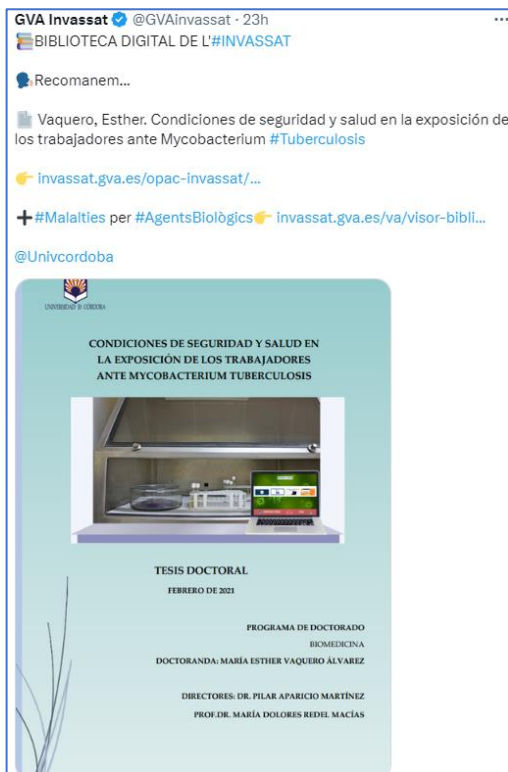 GVA Invassat @GVAinvassat · 23h
BIBLIOTECA DIGITAL DE L'#INVASSAT
Recomanem...
Vaquero, Esther. Condiciones de seguridad y salud en la exposición de
los trabajadores ante Mycobacterium #Tuberculosis
invassat.gva.es/opac-invassat/...
#Malalties per #AgentsBiològics invassat.gva.es/va/visor-bibli...
@Univcordoba
UNIVERSIDAD D CORDOBA
CONDICIONES DE SEGURIDAD Y SALUD EN
LA EXPOSICIÓN DE LOS TRABAJADORES
ANTE MYCOBACTERIUM TUBERCULOSIS
TESIS DOCTORAL
FEBRERO DE 2021
PROGRAMA DE DOCTORADO
BIOMEDICINA
DOCTORANDA: MARÍA ESTHER VAQUERO ÁLVAREZ
DIRECTORES: DR. PILAR APARICIO MARTÍNEZ
PROF.DR. MARÍA DOLORES REDEL MACÍAS